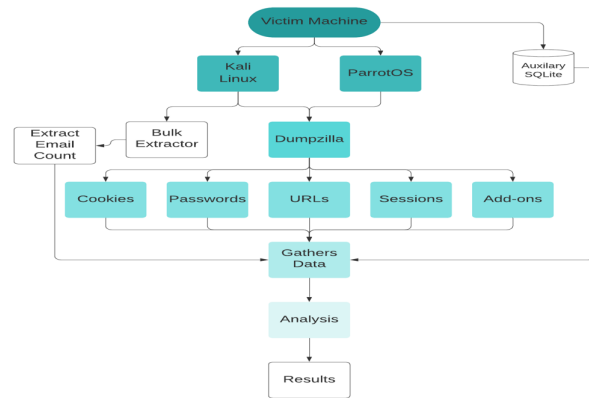 Victim Machine
Kali
Linux
ParrotOS
Auxilary
SQLite
Extract
Email
Count
Bulk
Extractor
Dumpzilla
Cookies
Passwords
URLs
Sessions
Add-ons
Gathers
Data
Analysis
Results